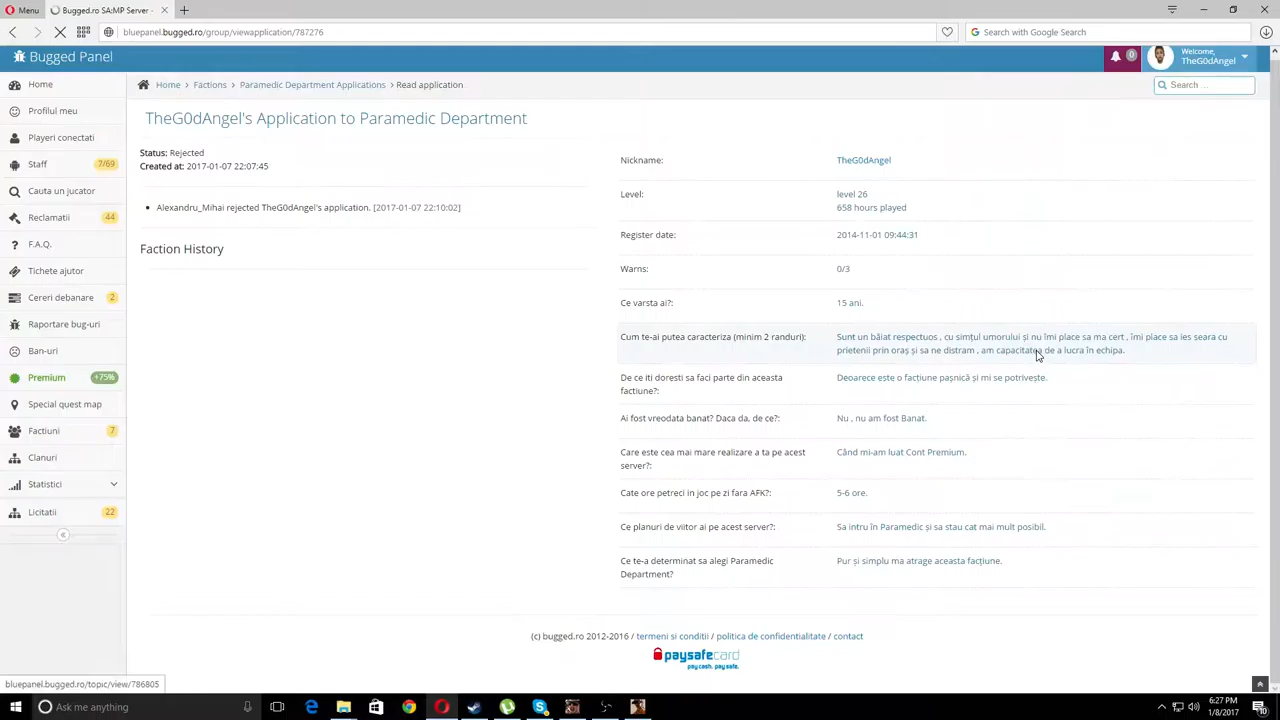 Menu
Bugged.ro SA:MP Server -
bluepanel.bugged.ro/group/viewapplication/787276
Search with Google Search
Bugged Panel
0
Welcome,
TheG0dAngel
Home
Profilul meu
Playeri conectati
Staff 7/69
Cauta un jucator
Reclamatii 44
F.A.Q.
Tichete ajutor
Cereri debanare 2
Raportare bug-uri
Ban-uri
Premium +75%
Special quest map
Factiuni 7
Clanuri
Statistici
Licitatii 22
Home > Factions > Paramedic Department Applications > Read application
Search ...
TheG0dAngel's Application to Paramedic Department
Status: Rejected
Created at: 2017-01-07 22:07:45
Alexandru_Mihai rejected TheG0dAngel's application. [2017-01-07 22:10:02]
Faction History
Nickname: TheG0dAngel
Level: level 26
658 hours played
Register date: 2014-11-01 09:44:31
Warns: 0/3
Ce varsta ai?: 15 ani.
Cum te-ai putea caracteriza (minim 2 randuri): Sunt un băiat respectuos , cu simțul umorului și nu îmi place sa ma cert , îmi place sa ies seara cu
prietenii prin oraș și sa ne distram , am capacitatea de a lucra în echipa.
De ce iti doresti sa faci parte din aceasta Deoarece este o facțiune pașnică și mi se potrivește.
factiune?:
Ai fost vreodata banat? Daca da, de ce?: Nu , nu am fost Banat.
Care este cea mai mare realizare a ta pe acest Când mi-am luat Cont Premium.
server?:
Cate ore petreci in joc pe zi fara AFK?: 5-6 ore.
Ce planuri de viitor ai pe acest server?: Sa intru în Paramedic și sa stau cat mai mult posibil.
Ce te-a determinat sa alegi Paramedic Pur și simplu ma atrage aceasta facțiune.
Department?
(c) bugged.ro 2012-2016 / termeni si conditii / politica de confidentialitate / contact
paysafecard
pay cash. pay safe.
bluepanel.bugged.ro/topic/view/786805
Ask me anything
6:27 PM
1/8/2017
10